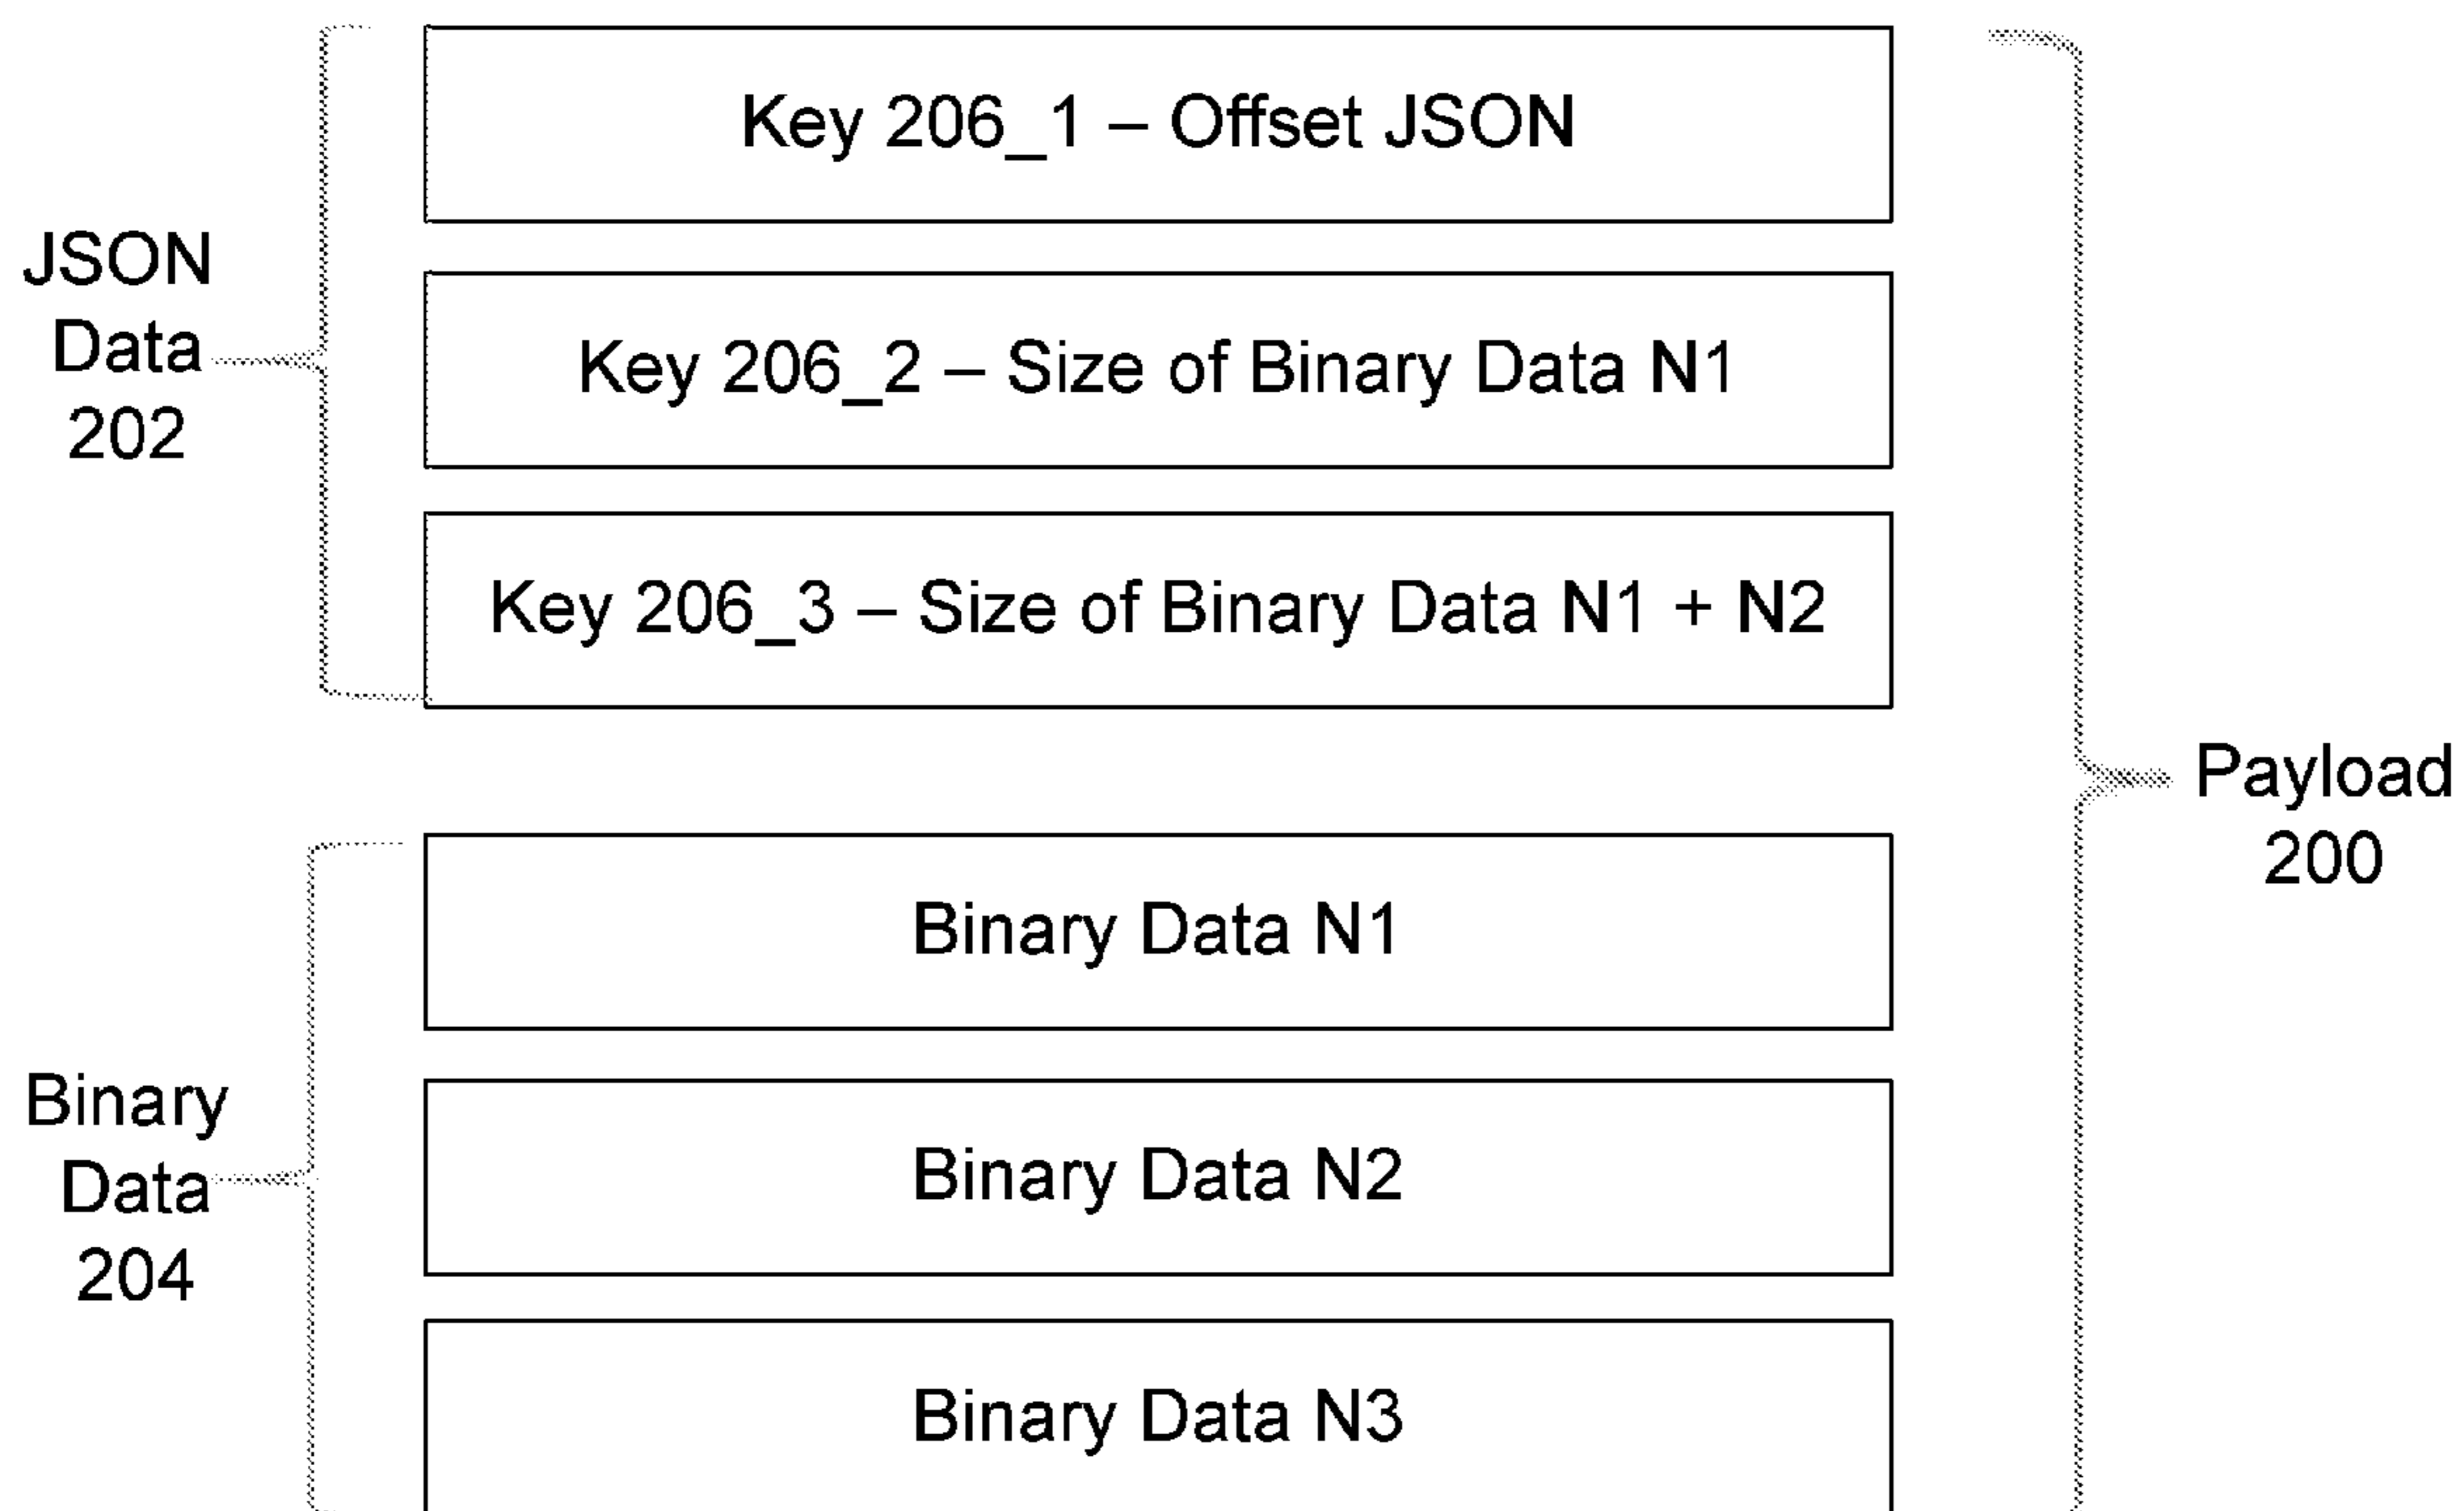 Key 206_1 – Offset JSON
JSON
Data
202
Key 206_2 – Size of Binary Data N1
Key 206_3 – Size of Binary Data N1 + N2
Payload
200
Binary Data N1
Binary
Data
204
Binary Data N2
Binary Data N3